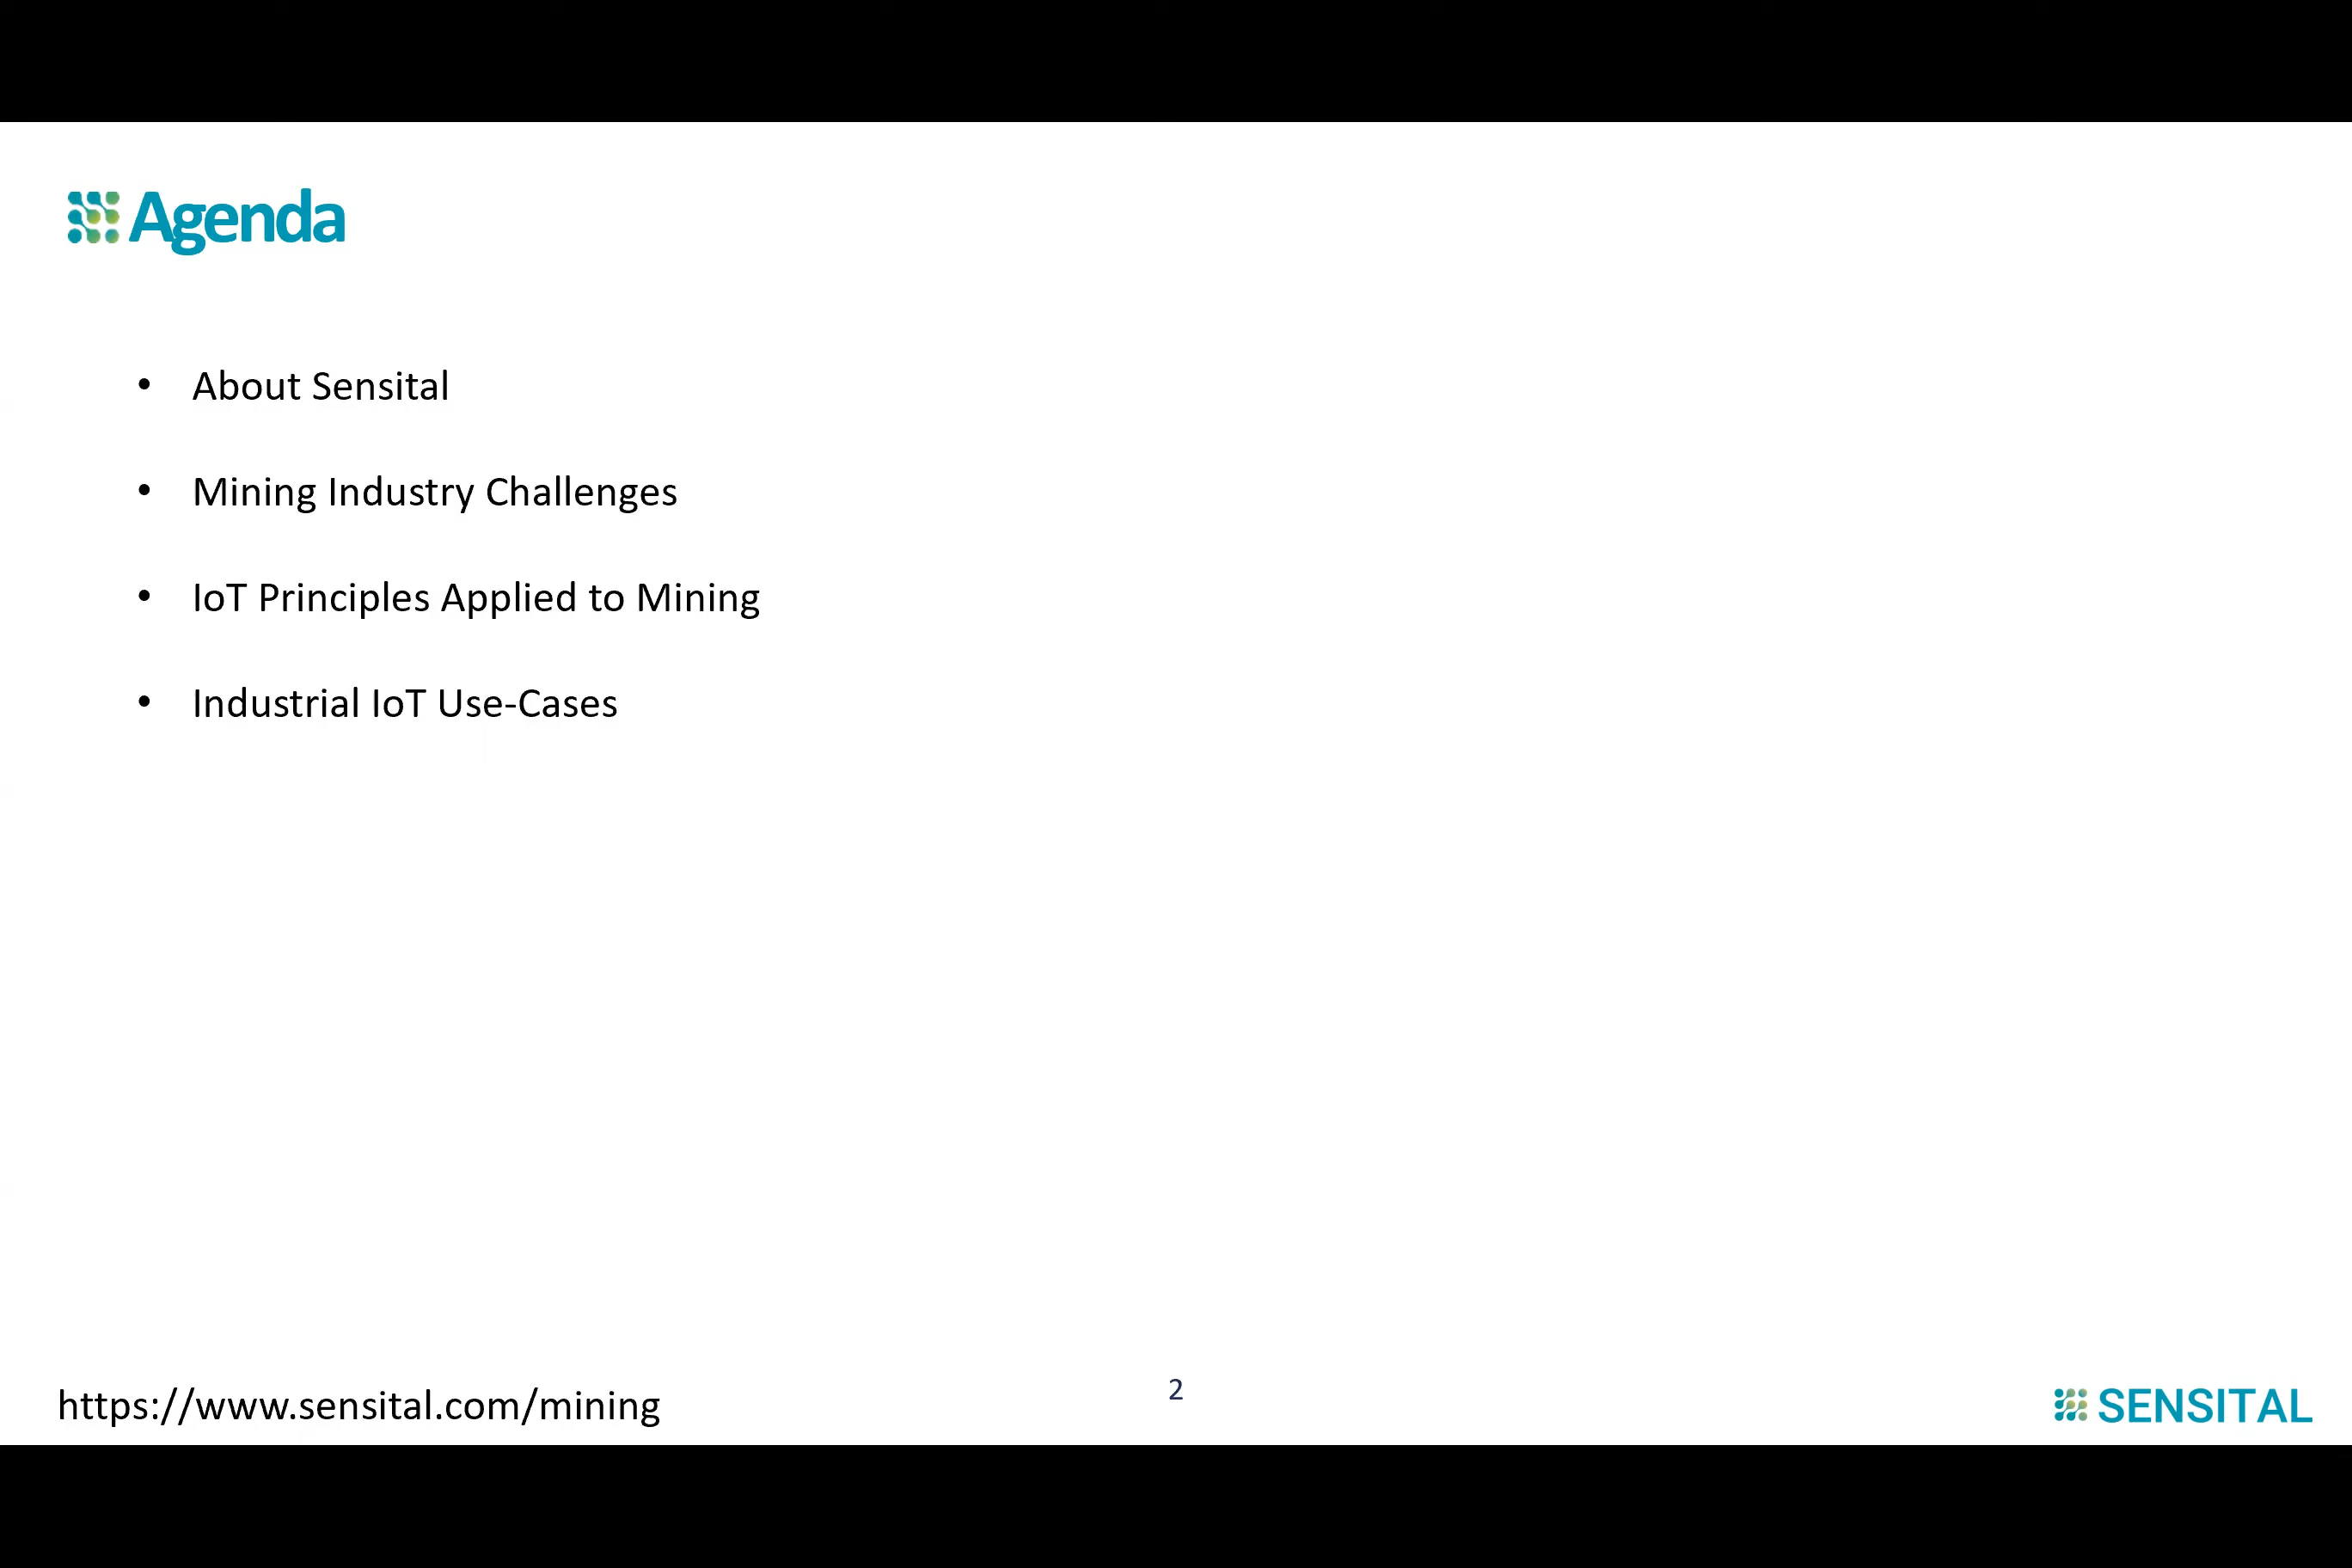 Agenda
• About Sensital
• Mining Industry Challenges
• IoT Principles Applied to Mining
• Industrial IoT Use-Cases
https://www.sensital.com/mining
2
SENSITAL